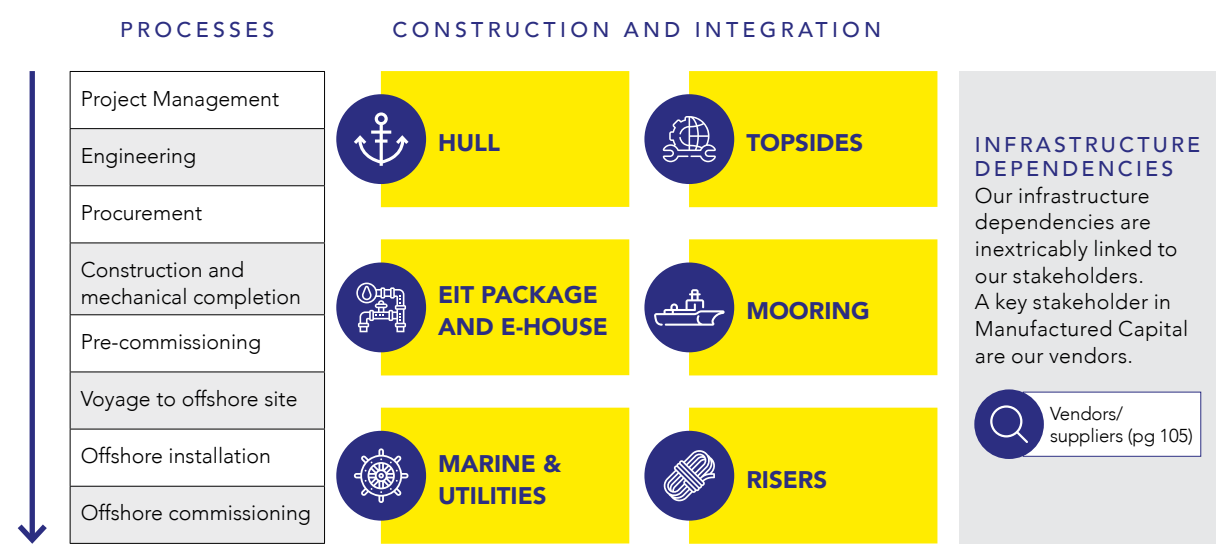 PROCESSES
CONSTRUCTION AND INTEGRATION
Project Management
Engineering
Procurement
Construction and
mechanical completion
Pre-commissioning
Voyage to offshore site
Offshore installation
Offshore commissioning
HULL
TOPSIDES
EIT PACKAGE
AND E-HOUSE
MOORING
MARINE &
UTILITIES
RISERS
INFRASTRUCTURE
DEPENDENCIES
Our infrastructure
dependencies are
inextricably linked to
our stakeholders.
A key stakeholder in
Manufactured Capital
are our vendors.
Vendors/
suppliers (pg 105)